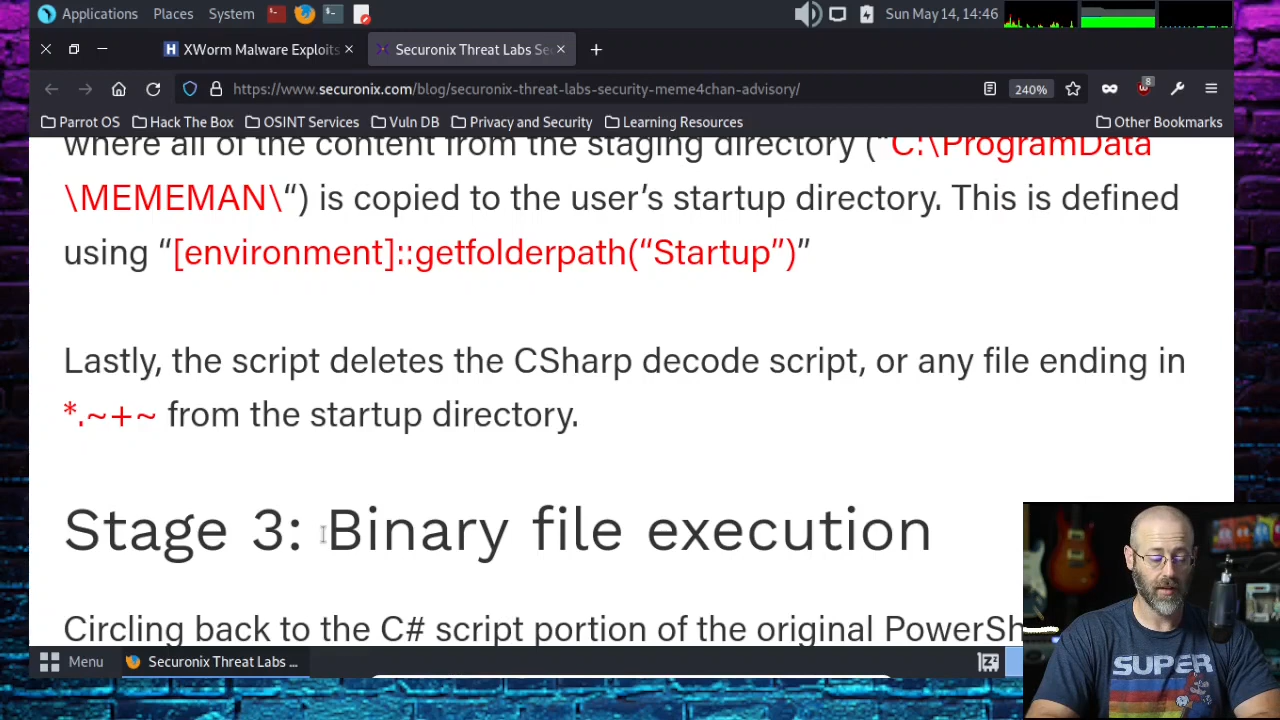 Applications Places System Sun May 14, 14:46
XWorm Malware Exploits Securonix Threat Labs Se
https://www.securonix.com/blog/securonix-threat-labs-security-meme4chan-advisory/ 240% 8
Parrot OS Hack The Box OSINT Services Vuln DB Privacy and Security Learning Resources Other Bookmarks
where all of the content from the staging directory (“C:\ProgramData
\MEMEMAN\“) is copied to the user’s startup directory. This is defined
using “[environment]::getfolderpath(“Startup”)”
Lastly, the script deletes the CSharp decode script, or any file ending in
*.~+~ from the startup directory.
Stage 3: Binary file execution
Circling back to the C# script portion of the original PowerSh
Menu Securonix Threat Labs ...
SUPER